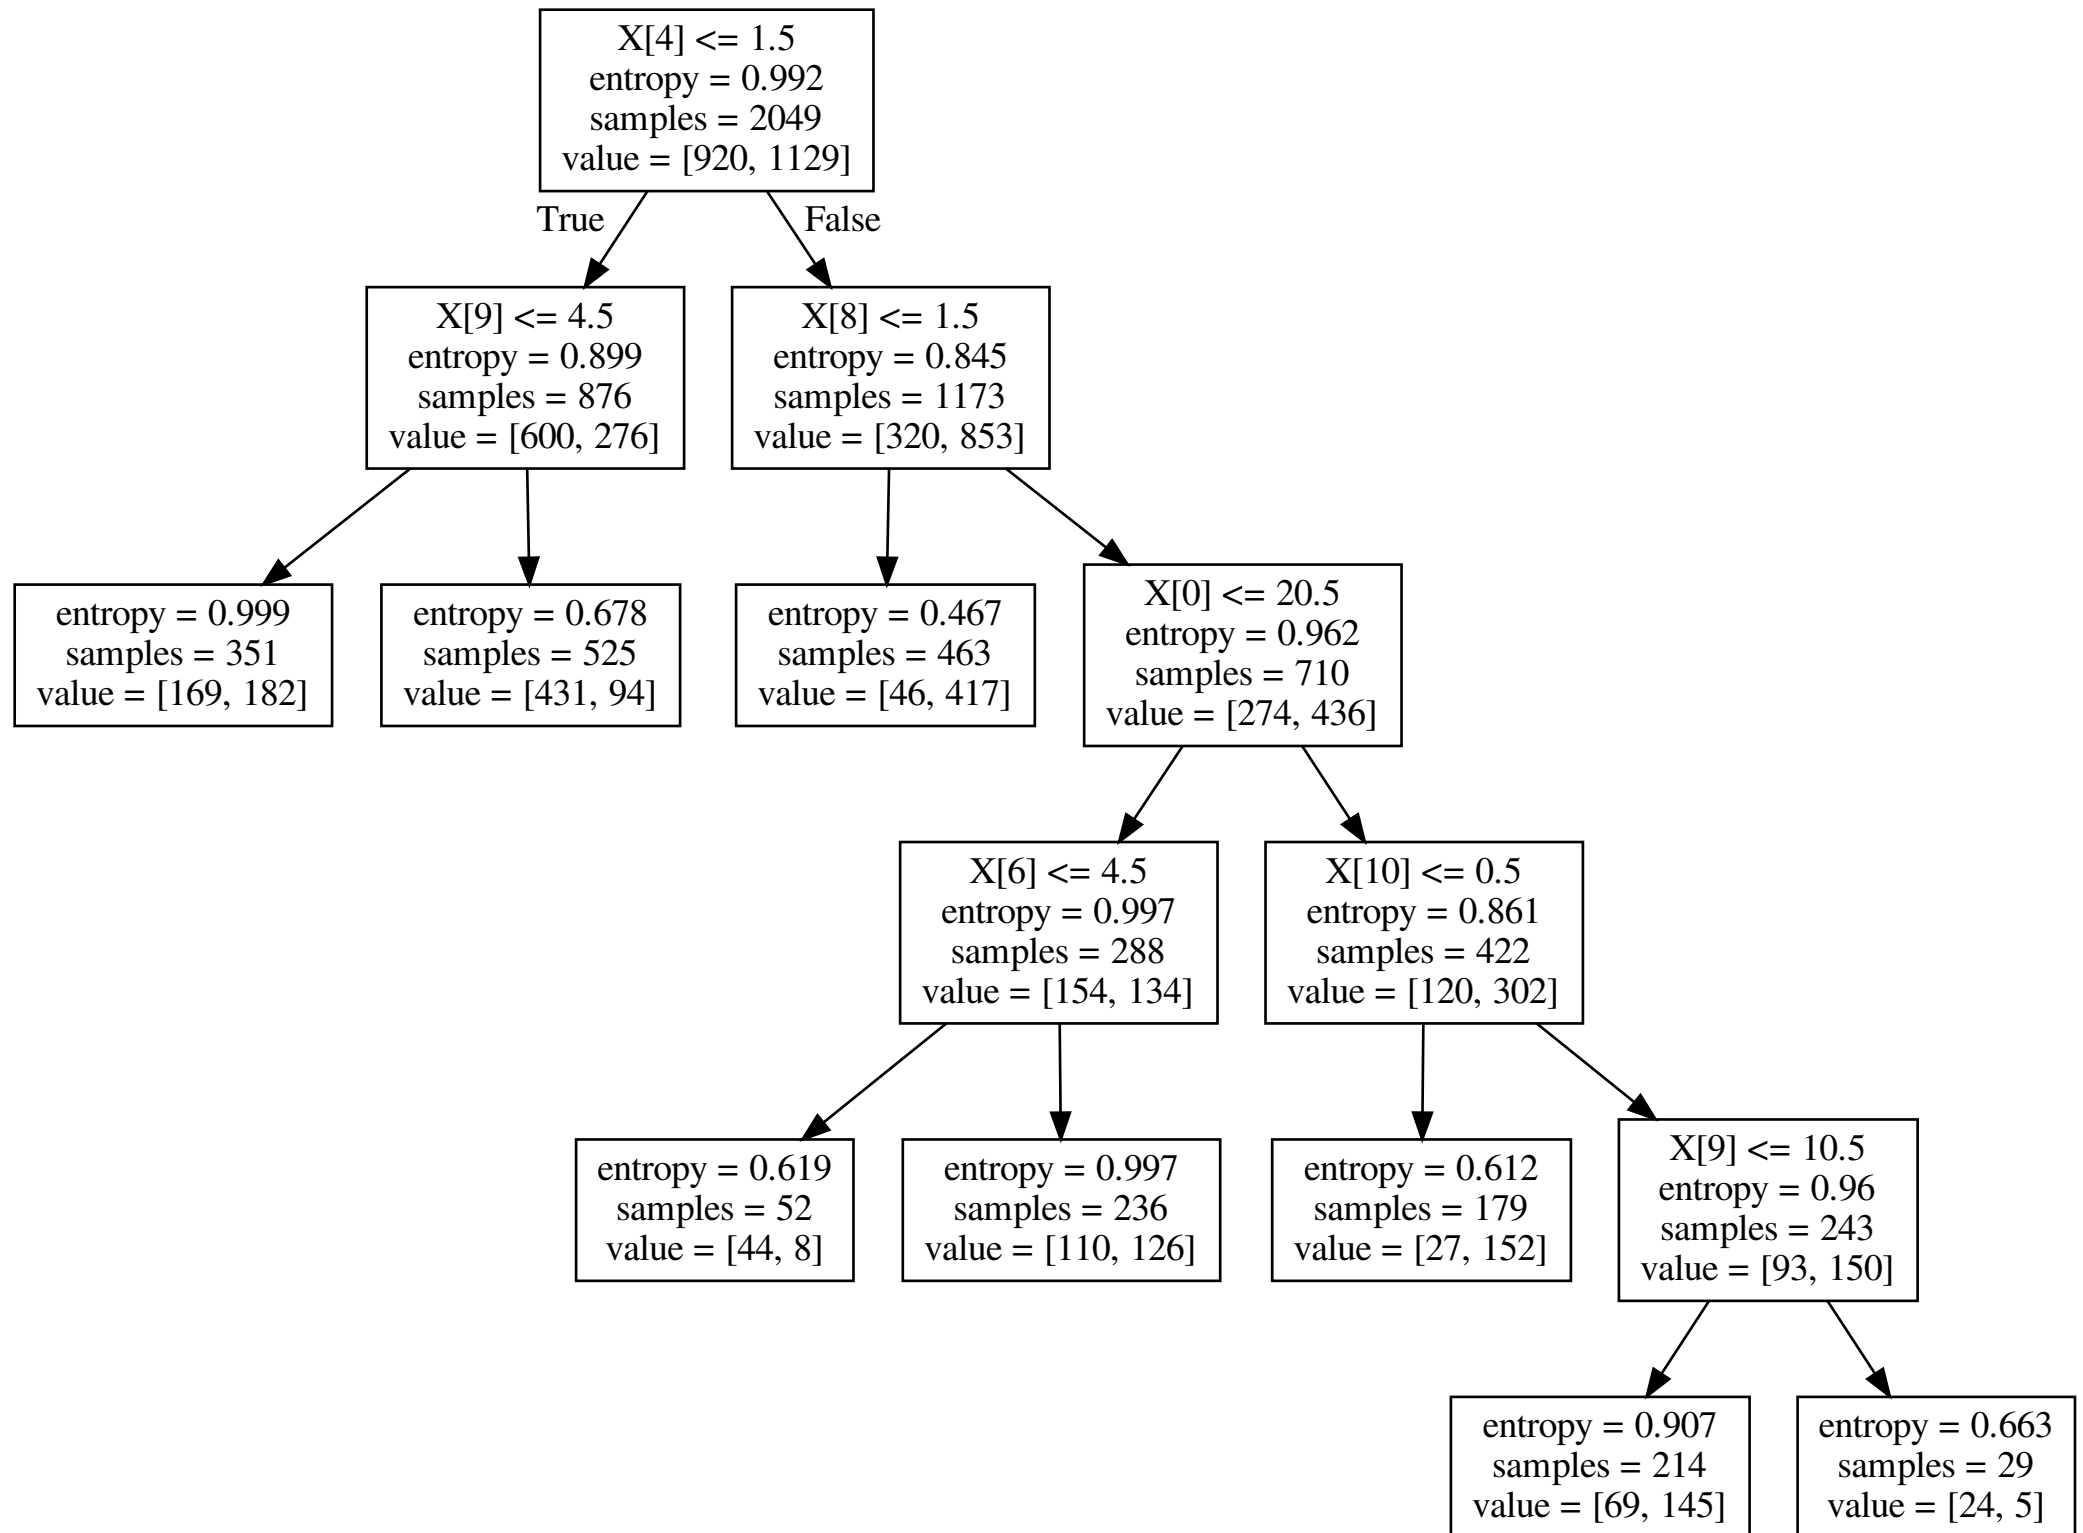 X[4] <= 1.5
entropy = 0.992
samples = 2049
value = [920, 1129]
True
False
X[9] <= 4.5
entropy = 0.899
samples = 876
value = [600, 276]
X[8] <= 1.5
entropy = 0.845
samples = 1173
value = [320, 853]
entropy = 0.999
samples = 351
value = [169, 182]
entropy = 0.678
samples = 525
value = [431, 94]
entropy = 0.467
samples = 463
value = [46, 417]
X[0] <= 20.5
entropy = 0.962
samples = 710
value = [274, 436]
X[6] <= 4.5
entropy = 0.997
samples = 288
value = [154, 134]
X[10] <= 0.5
entropy = 0.861
samples = 422
value = [120, 302]
entropy = 0.619
samples = 52
value = [44, 8]
entropy = 0.997
samples = 236
value = [110, 126]
entropy = 0.612
samples = 179
value = [27, 152]
X[9] <= 10.5
entropy = 0.96
samples = 243
value = [93, 150]
entropy = 0.907
samples = 214
value = [69, 145]
entropy = 0.663
samples = 29
value = [24, 5]